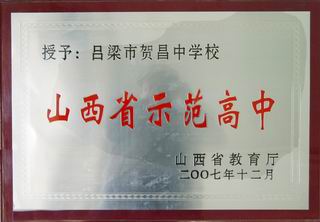 授予：吕梁市贺昌中学校
山西省示范高中
山西省教育厅
二00七年十二月